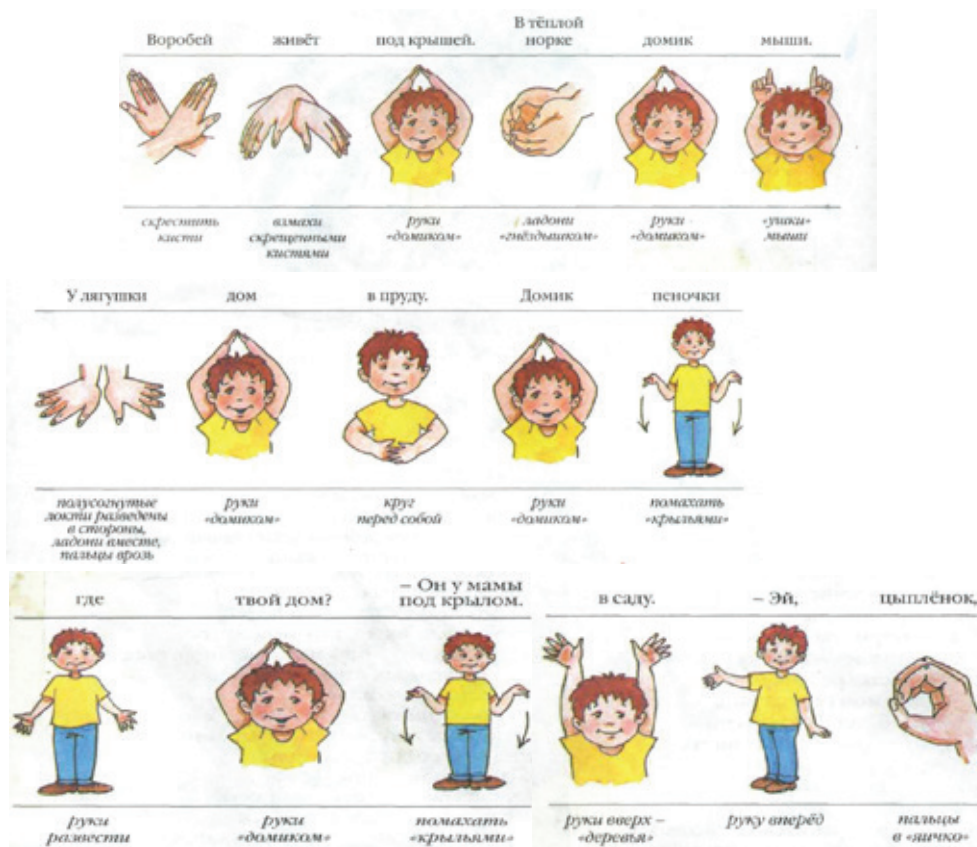 Воробей живёт под крышей. В тёплой норке домик мыши.
скрестить кисти
взмахи скрещенными кистями
руки «домиком»
ладони «гнёздышком»
руки «домиком»
«ушки» мыши
У лягушки дом в пруду. Домик пеночки
полусогнутые локти разведены в стороны, ладони вместе, пальцы врозь
руки «домиком»
круг перед собой
руки «домиком»
помахать «крыльями»
где твой дом? – Он у мамы под крылом.
руки развести
руки «домиком»
помахать «крыльями»
в саду. – Эй, цыплёнок,
руки вверх – «деревья»
руку вперёд
пальцы в «яичко»